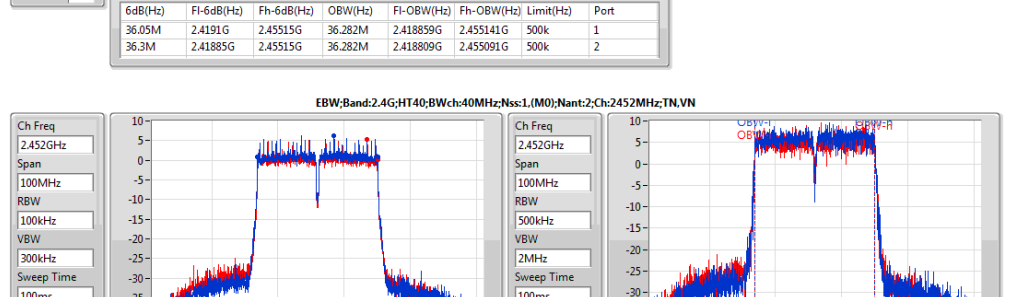 6dB(Hz) Fl-6dB(Hz) Fh-6dB(Hz) OBW(Hz) Fl-OBW(Hz) Fh-OBW(Hz) Limit(Hz) Port
36.05M 2.4191G 2.45515G 36.282M 2.418859G 2.455141G 500k 1
36.3M 2.41885G 2.45515G 36.282M 2.418809G 2.455091G 500k 2
EBW;Band:2.4G;HT40;BWch:40MHz;Nss:1,(M0);Nant:2;Ch:2452MHz;TN,VN
Ch Freq
2.452GHz
Span
100MHz
RBW
100kHz
VBW
300kHz
Sweep Time
100ms
10
5
0
-5
-10
-15
-20
-25
-30
Ch Freq
2.452GHz
Span
100MHz
RBW
500kHz
VBW
2MHz
Sweep Time
100ms
10
5
0
-5
-10
-15
-20
-25
-30